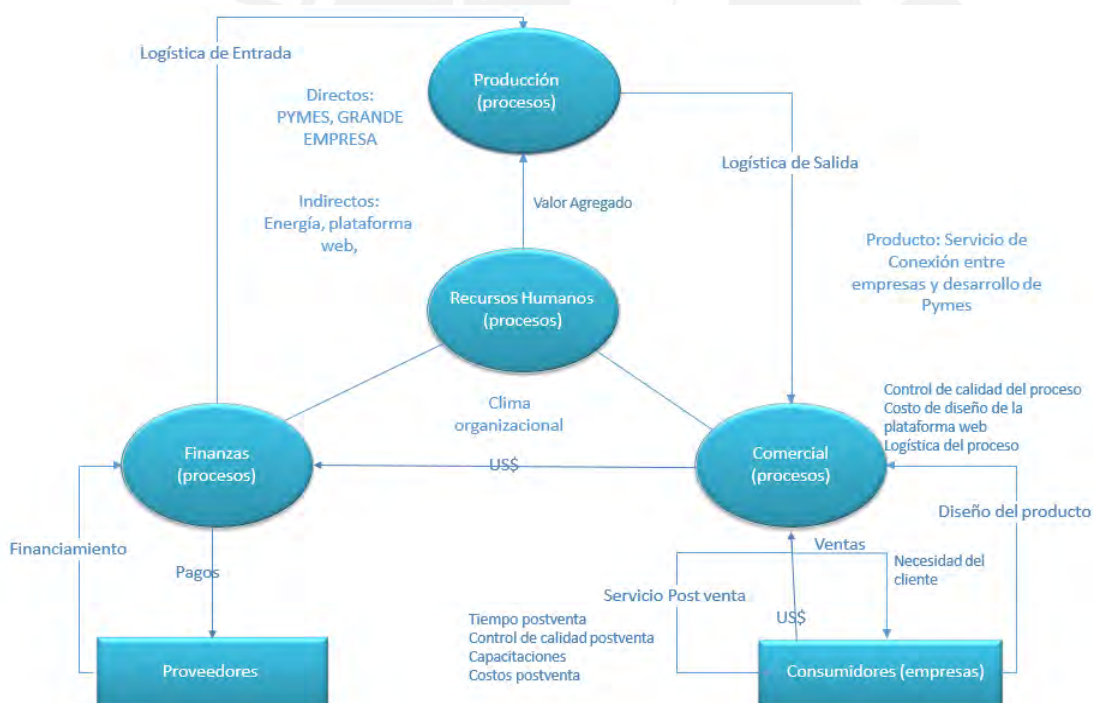 Logística de Entrada
Producción
(procesos)
Directos:
PYMES, GRANDE
EMPRESA
Logística de Salida
Valor Agregado
Indirectos:
Energía, plataforma
web,
Producto: Servicio de
Conexión entre
empresas y desarrollo de
Pymes
Recursos Humanos
(procesos)
Clima
organizacional
Control de calidad del proceso
Costo de diseño de la
plataforma web
Logística del proceso
Finanzas
(procesos)
US$
Comercial
(procesos)
Diseño del producto
Financiamiento
Pagos
Ventas
Necesidad del
cliente
Servicio Post venta
US$
Tiempo postventa
Control de calidad postventa
Capacitaciones
Costos postventa
Proveedores
Consumidores (empresas)